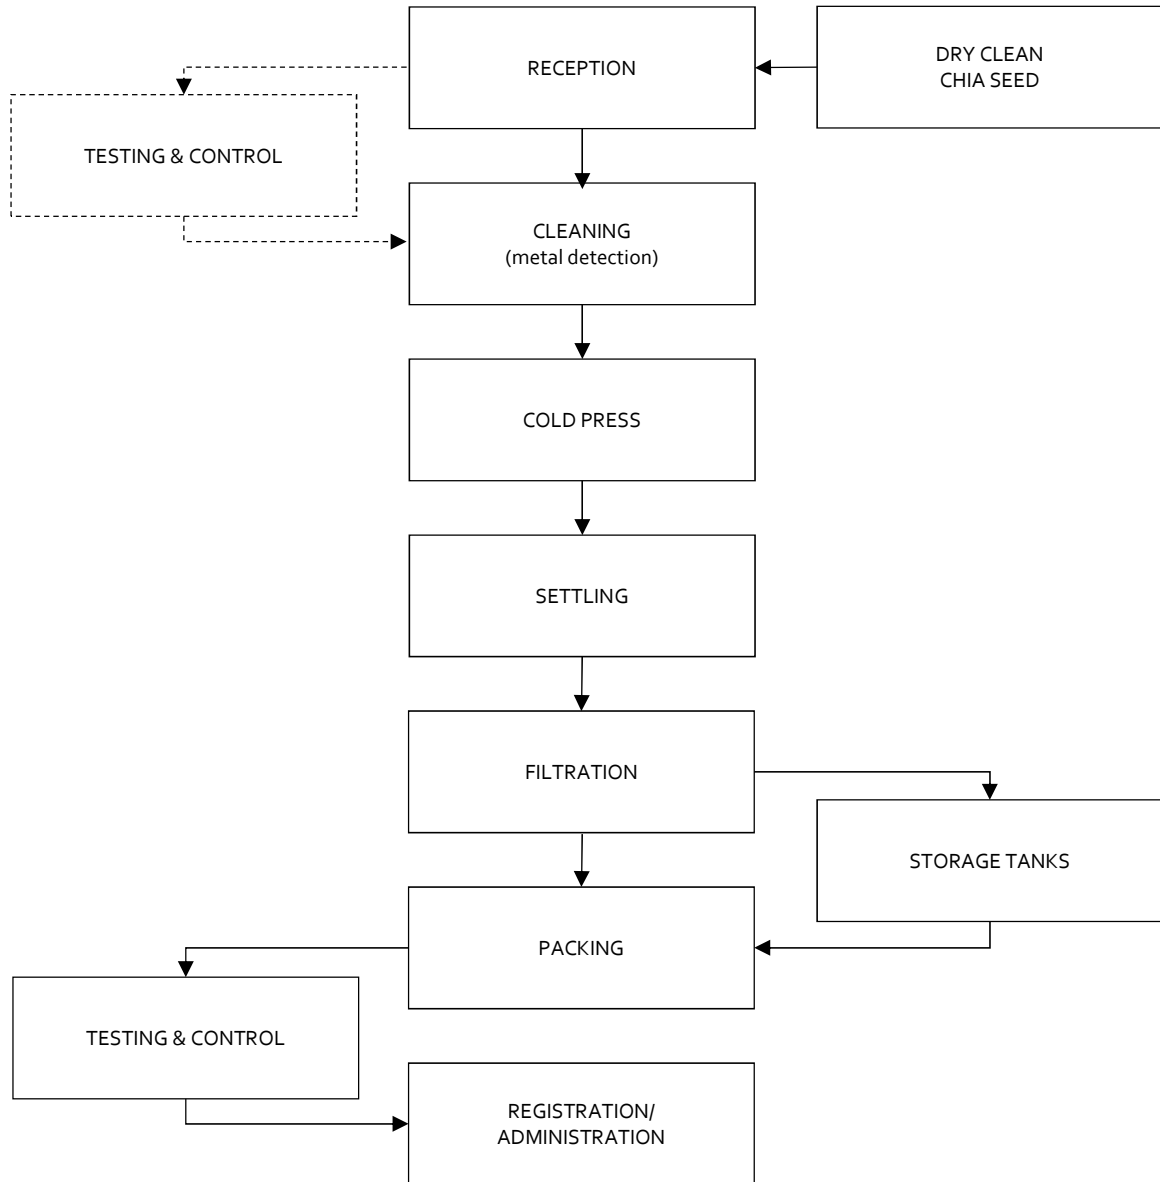 RECEPTION
DRY CLEAN
CHIA SEED
TESTING & CONTROL
CLEANING
(metal detection)
COLD PRESS
SETTLING
FILTRATION
STORAGE TANKS
PACKING
TESTING & CONTROL
REGISTRATION/
ADMINISTRATION